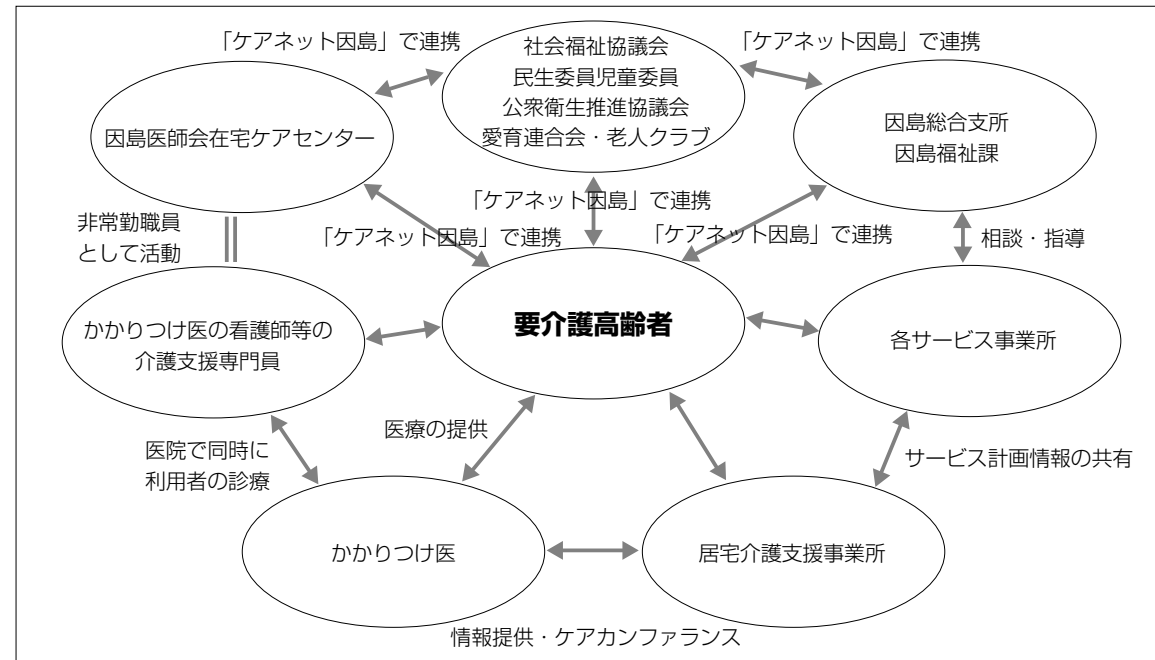 「ケアネット因島」で連携
社会福祉協議会
民生委員児童委員
公衆衛生推進協議会
愛育連合会・老人クラブ
「ケアネット因島」で連携
因島医師会在宅ケアセンター
因島総合支所
因島福祉課
非常勤職員
として活動
「ケアネット因島」で連携
「ケアネット因島」で連携
「ケアネット因島」で連携
相談・指導
かかりつけ医の看護師等の
介護支援専門員
要介護高齢者
各サービス事業所
医院で同時に
利用者の診療
医療の提供
サービス計画情報の共有
かかりつけ医
居宅介護支援事業所
情報提供・ケアカンファランス